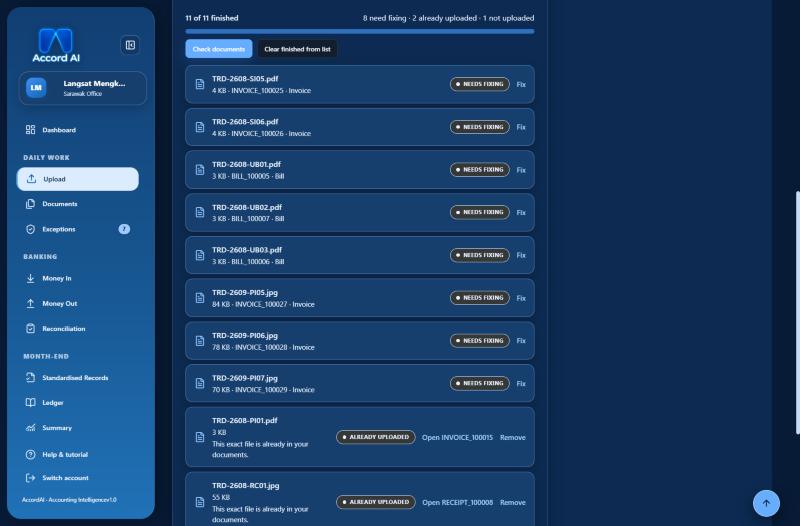 11 of 11 finished
8 need fixing · 2 already uploaded · 1 not uploaded
Check documents
Clear finished from list
Accord AI
LM
Langsat Mengk...
Sarawak Office
Dashboard
DAILY WORK
Upload
Documents
Exceptions
7
BANKING
Money In
Money Out
Reconciliation
MONTH-END
Standardised Records
Ledger
Summary
Help & tutorial
Switch account
AccordAI - Accounting Intelligencev1.0
TRD-2608-SI05.pdf
4 KB · INVOICE_100025 · Invoice
NEEDS FIXING
Fix
TRD-2608-SI06.pdf
4 KB · INVOICE_100026 · Invoice
NEEDS FIXING
Fix
TRD-2608-UB01.pdf
3 KB · BILL_100005 · Bill
NEEDS FIXING
Fix
TRD-2608-UB02.pdf
3 KB · BILL_100007 · Bill
NEEDS FIXING
Fix
TRD-2608-UB03.pdf
3 KB · BILL_100006 · Bill
NEEDS FIXING
Fix
TRD-2609-PI05.jpg
84 KB · INVOICE_100027 · Invoice
NEEDS FIXING
Fix
TRD-2609-PI06.jpg
78 KB · INVOICE_100028 · Invoice
NEEDS FIXING
Fix
TRD-2609-PI07.jpg
70 KB · INVOICE_100029 · Invoice
NEEDS FIXING
Fix
TRD-2608-PI01.pdf
3 KB
This exact file is already in your
documents.
ALREADY UPLOADED
Open INVOICE_100015
Remove
TRD-2608-RC01.jpg
55 KB
This exact file is already in your
documents.
ALREADY UPLOADED
Open RECEIPT_100008
Remove